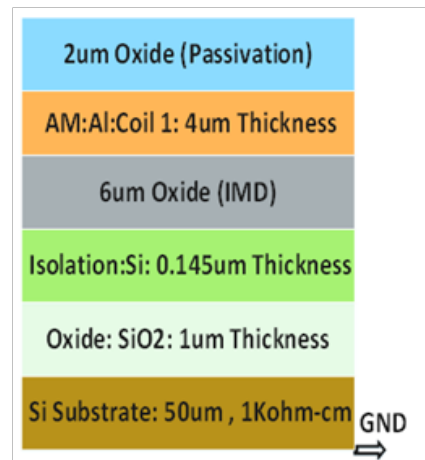 2um Oxide (Passivation)
AM:Al:Coil 1: 4um Thickness
6um Oxide (IMD)
Isolation:Si: 0.145um Thickness
Oxide: SiO2: 1um Thickness
Si Substrate: 50um , 1Kohm-cm
GND